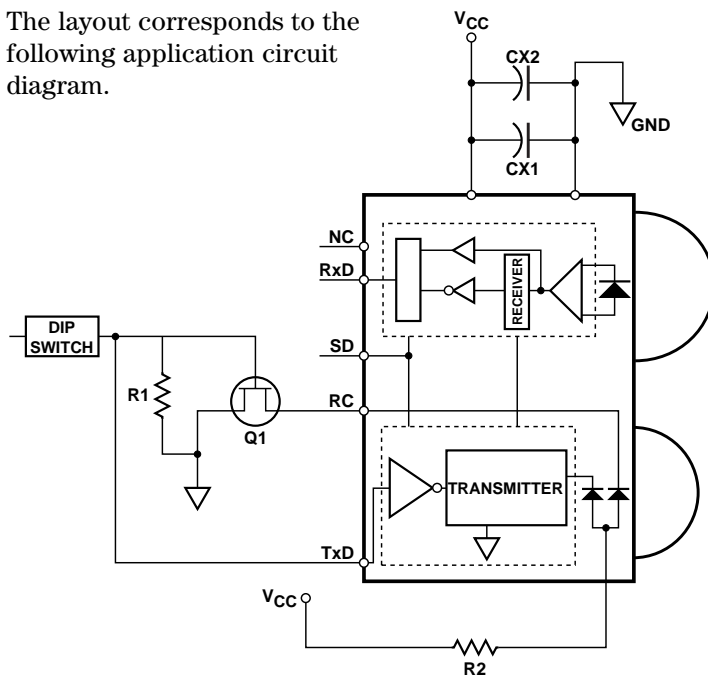 The layout corresponds to the
following application circuit
diagram.
VCC
CX2
GND
CX1
NC
RxD
RECEIVER
DIP
SWITCH
SD
R1
RC
Q1
TRANSMITTER
TxD
VCC
R2